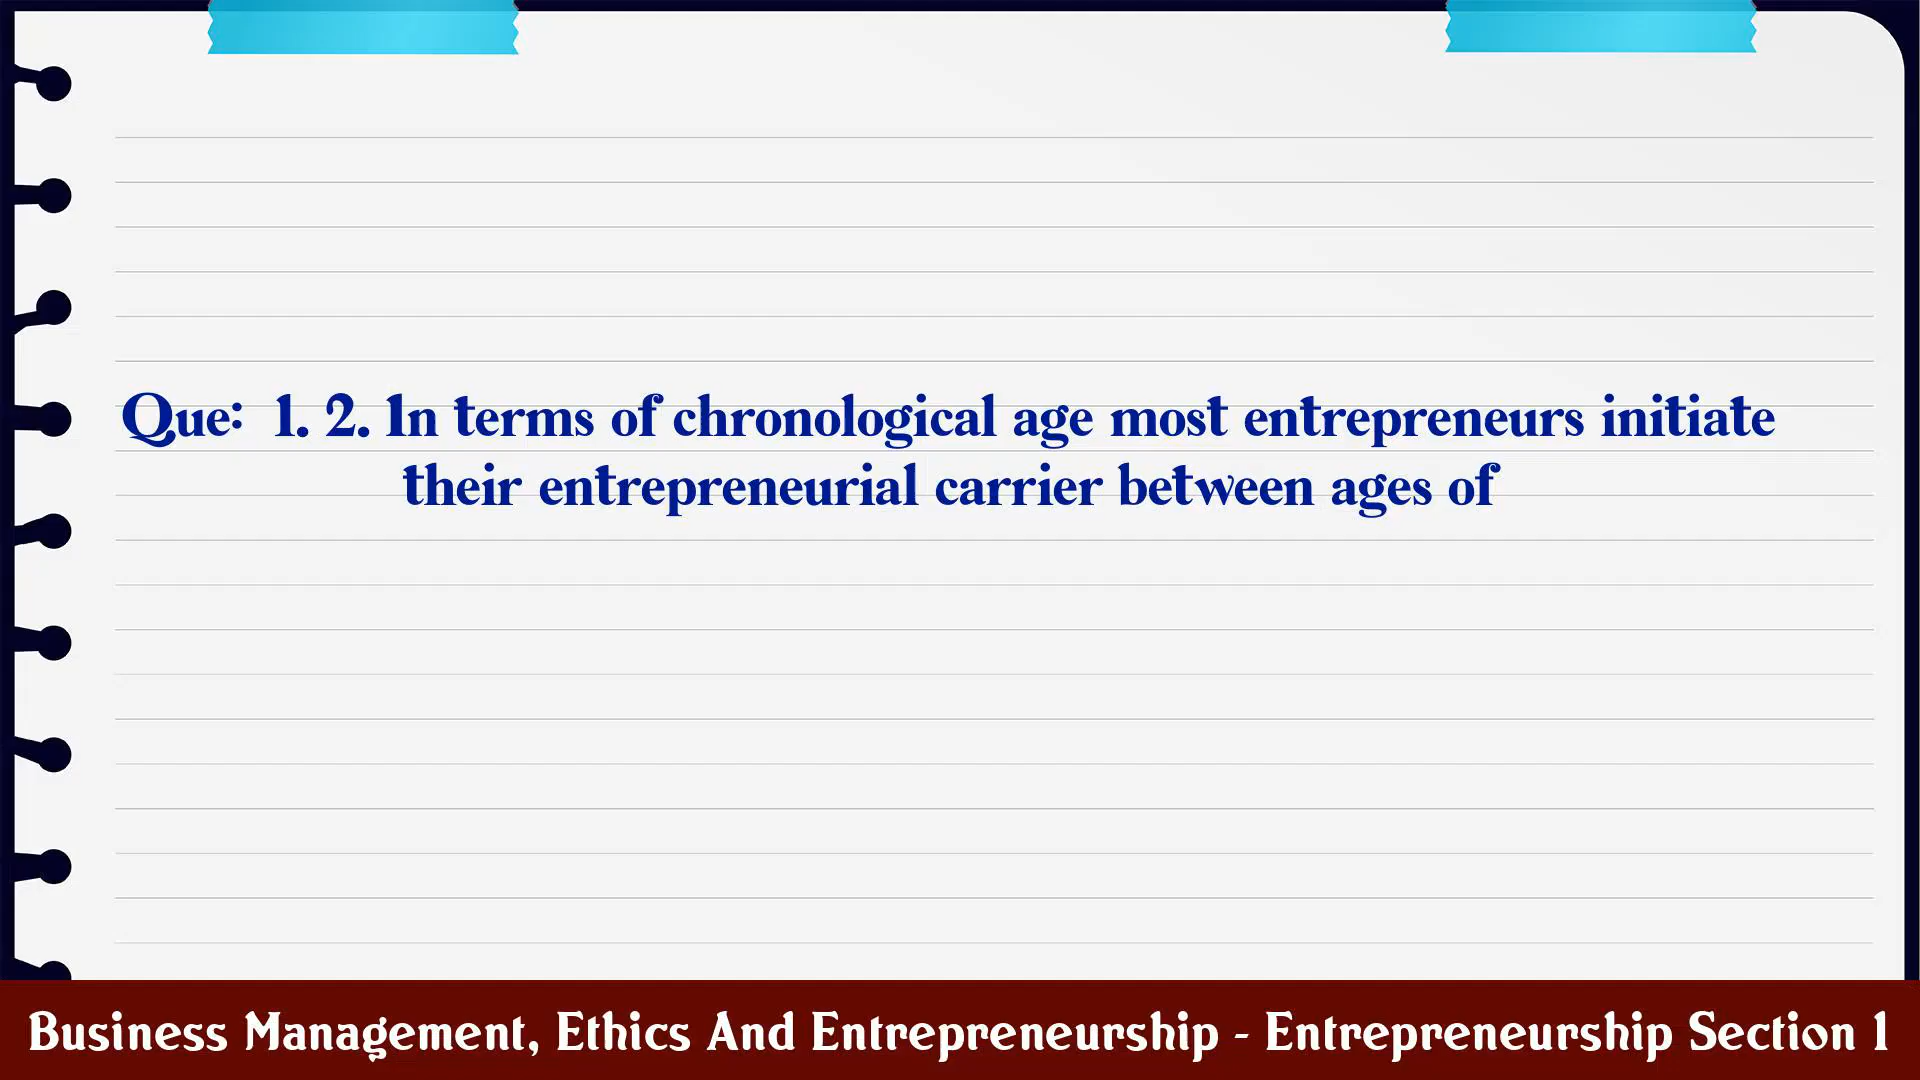 Que: 1. 2. In terms of chronological age most entrepreneurs initiate
their entrepreneurial carrier between ages of
Business Management, Ethics And Entrepreneurship - Entrepreneurship Section 1